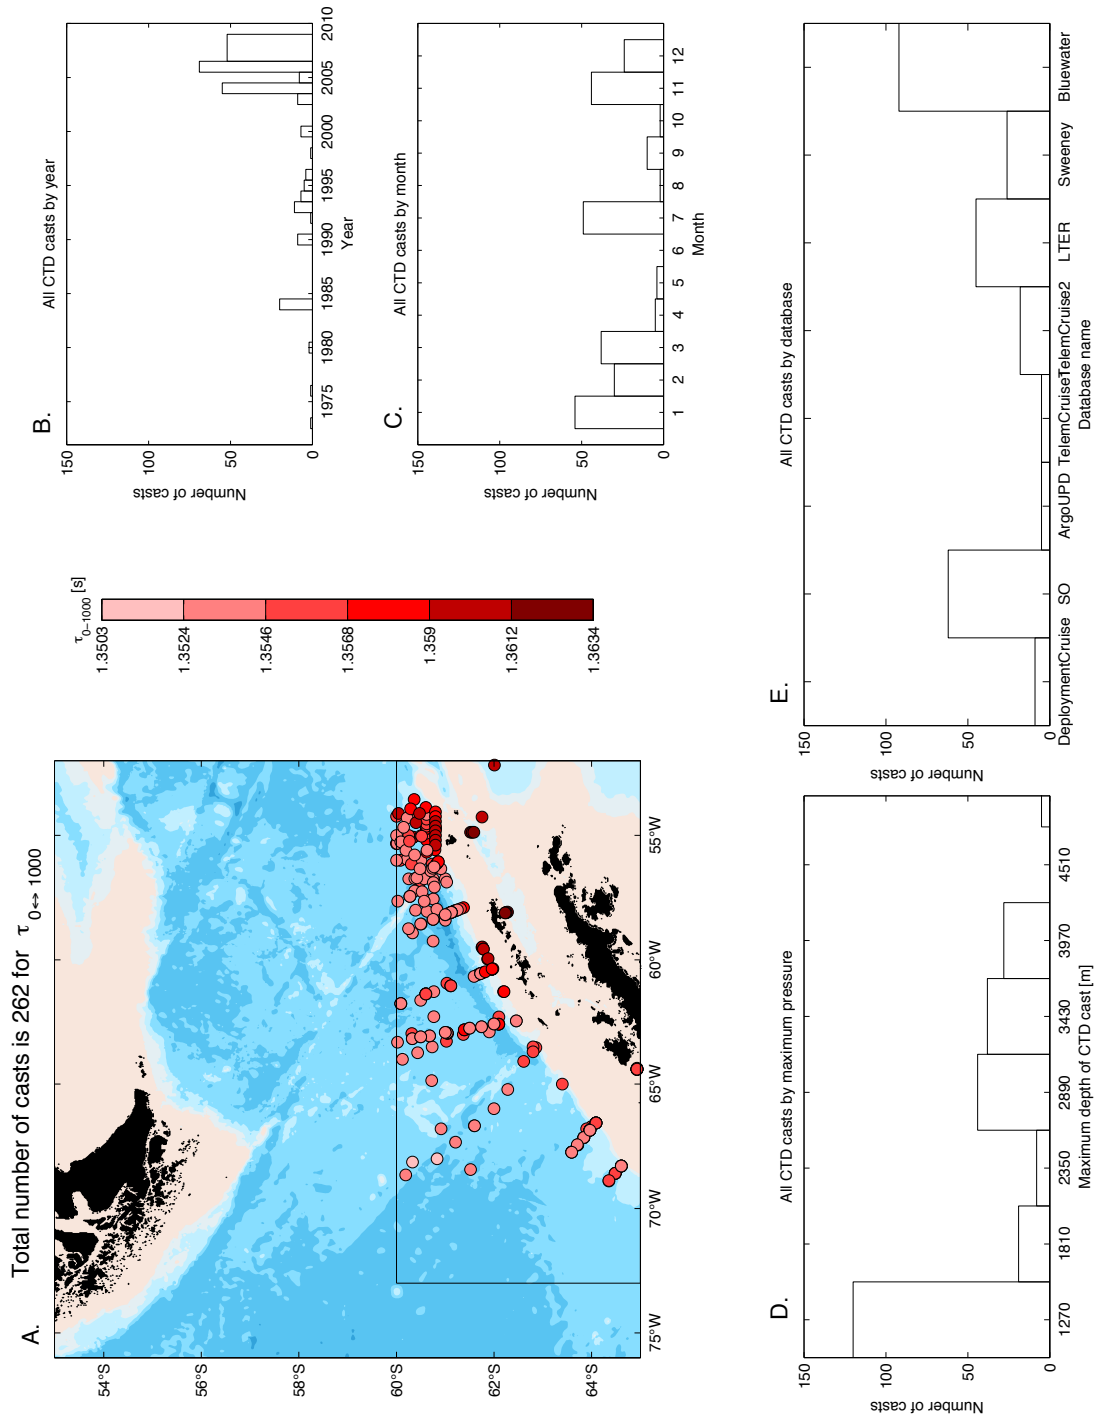 A.
Total number of casts is 262 for τ 0↔1000
54°S
56°S
58°S
60°S
62°S
64°S
75°W
70°W
65°W
60°W
55°W
τ 0−1000 [s]
1.3503
1.3524
1.3546
1.3568
1.359
1.3612
1.3634
B.
All CTD casts by year
Number of casts
150
100
50
0
1975
1980
1985
1990
1995
2000
2005
2010
Year
C.
All CTD casts by month
Number of casts
150
100
50
0
1
2
3
4
5
6
7
8
9
10
11
12
Month
D.
All CTD casts by maximum pressure
Number of casts
150
100
50
0
1270
1810
2350
2890
3430
3970
4510
Maximum depth of CTD cast [m]
E.
All CTD casts by database
Number of casts
150
100
50
0
DeploymentCruise
SO
ArgoUPD
TelemCruise
TelemCruise2
LTER
Sweeney
Bluewater
Database name